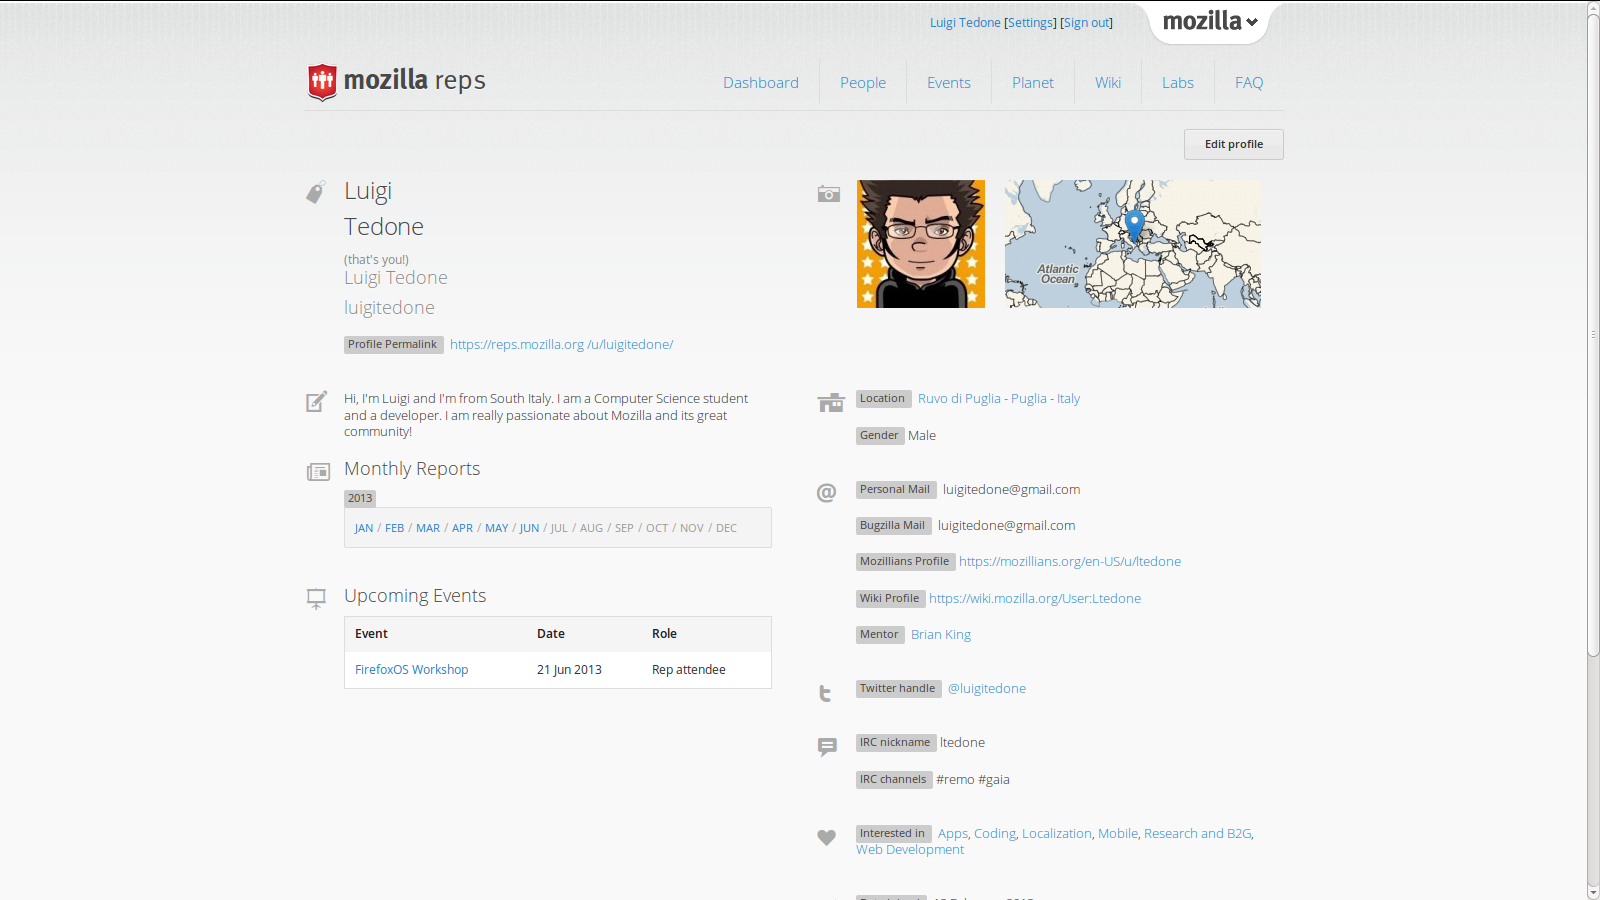 Luigi Tedone [Settings] [Sign out]
mozilla
mozilla reps
Dashboard
People
Events
Planet
Wiki
Labs
FAQ
Edit profile
Luigi
Tedone
(that's you!)
Luigi Tedone
luigitedone
Profile Permalink https://reps.mozilla.org /u/luigitedone/
Atlantic
Ocean
Hi, I'm Luigi and I'm from South Italy. I am a Computer Science student
and a developer. I am really passionate about Mozilla and its great
community!
Monthly Reports
2013
JAN / FEB / MAR / APR / MAY / JUN / JUL / AUG / SEP / OCT / NOV / DEC
Upcoming Events
Event Date Role
FirefoxOS Workshop 21 Jun 2013 Rep attendee
Location Ruvo di Puglia - Puglia - Italy
Gender Male
Personal Mail luigitedone@gmail.com
Bugzilla Mail luigitedone@gmail.com
Mozillians Profile https://mozillians.org/en-US/u/ltedone
Wiki Profile https://wiki.mozilla.org/User:Ltedone
Mentor Brian King
Twitter handle @luigitedone
IRC nickname ltedone
IRC channels #remo #gaia
Interested in Apps, Coding, Localization, Mobile, Research and B2G,
Web Development